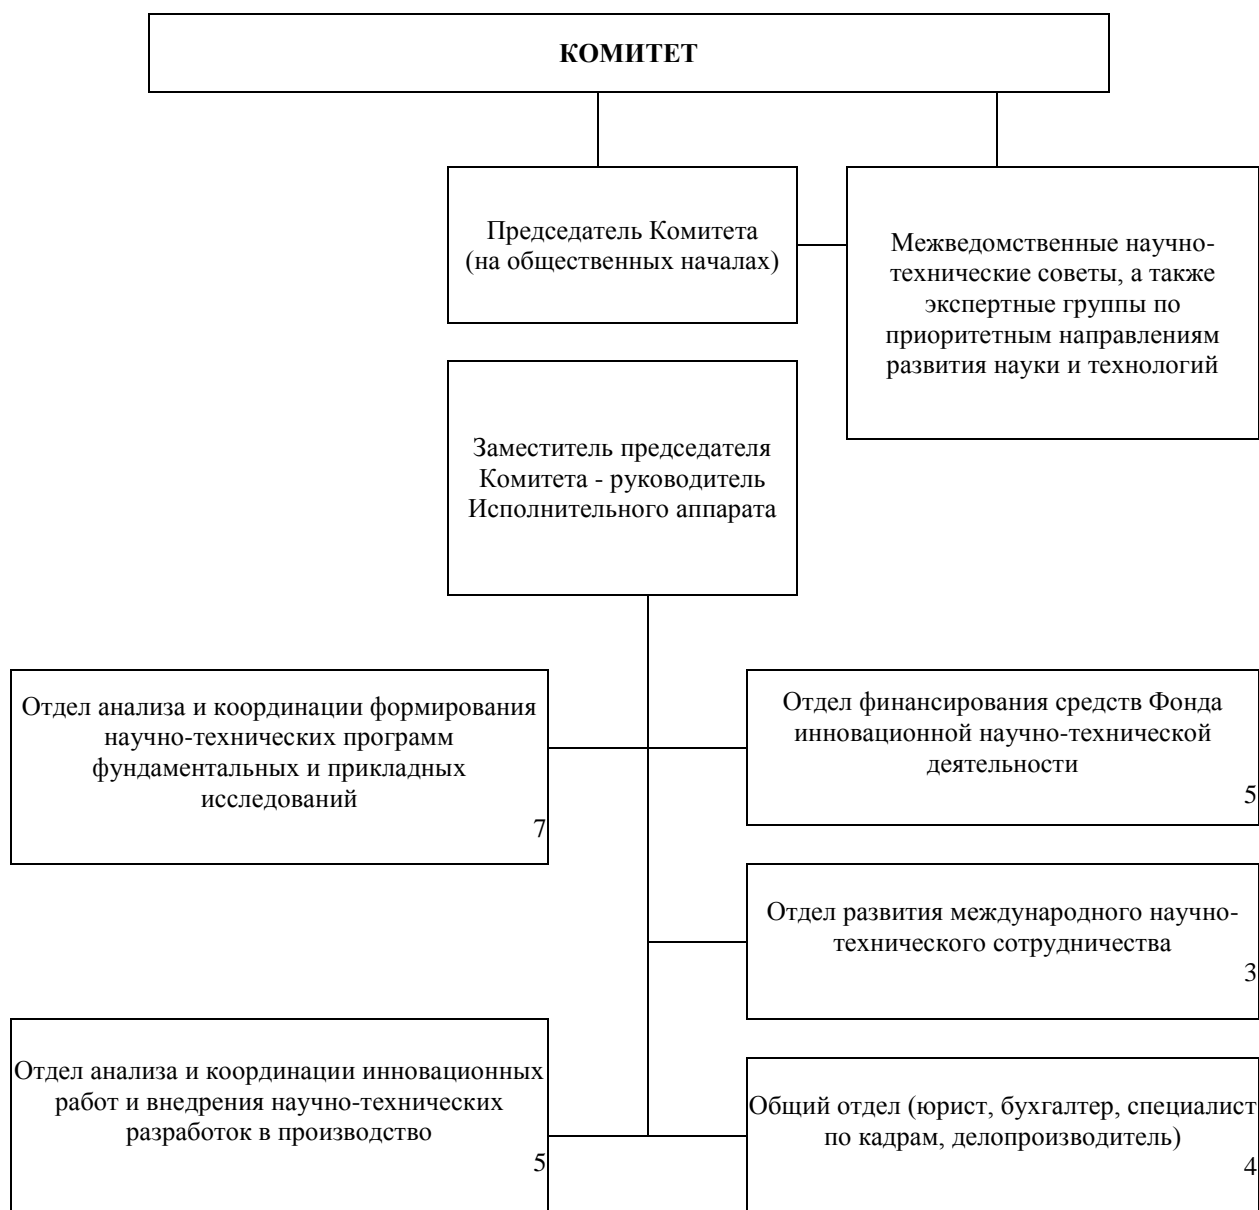 КОМИТЕТ
Председатель Комитета
(на общественных началах)
Межведомственные научно-
технические советы, а также
экспертные группы по
приоритетным направлениям
развития науки и технологий
Заместитель председателя
Комитета - руководитель
Исполнительного аппарата
Отдел анализа и координации формирования
научно-технических программ
фундаментальных и прикладных
исследований
7
Отдел финансирования средств Фонда
инновационной научно-технической
деятельности
5
Отдел развития международного научно-
технического сотрудничества
3
Отдел анализа и координации инновационных
работ и внедрения научно-технических
разработок в производство
5
Общий отдел (юрист, бухгалтер, специалист
по кадрам, делопроизводитель)
4